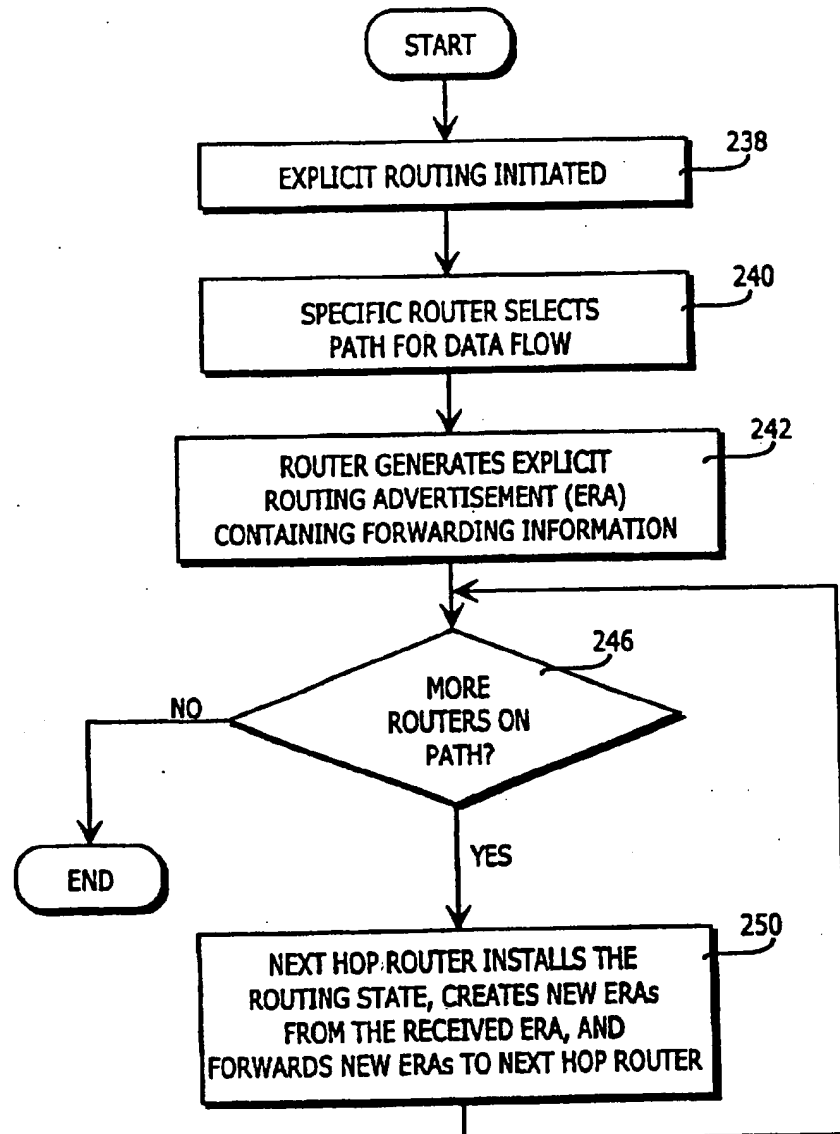 START
238
EXPLICIT ROUTING INITIATED
240
SPECIFIC ROUTER SELECTS
PATH FOR DATA FLOW
242
ROUTER GENERATES EXPLICIT
ROUTING ADVERTISEMENT (ERA)
CONTAINING FORWARDING INFORMATION
246
MORE
ROUTERS ON
PATH?
NO
YES
END
250
NEXT HOP ROUTER INSTALLS THE
ROUTING STATE, CREATES NEW ERAs
FROM THE RECEIVED ERA, AND
FORWARDS NEW ERAs TO NEXT HOP ROUTER